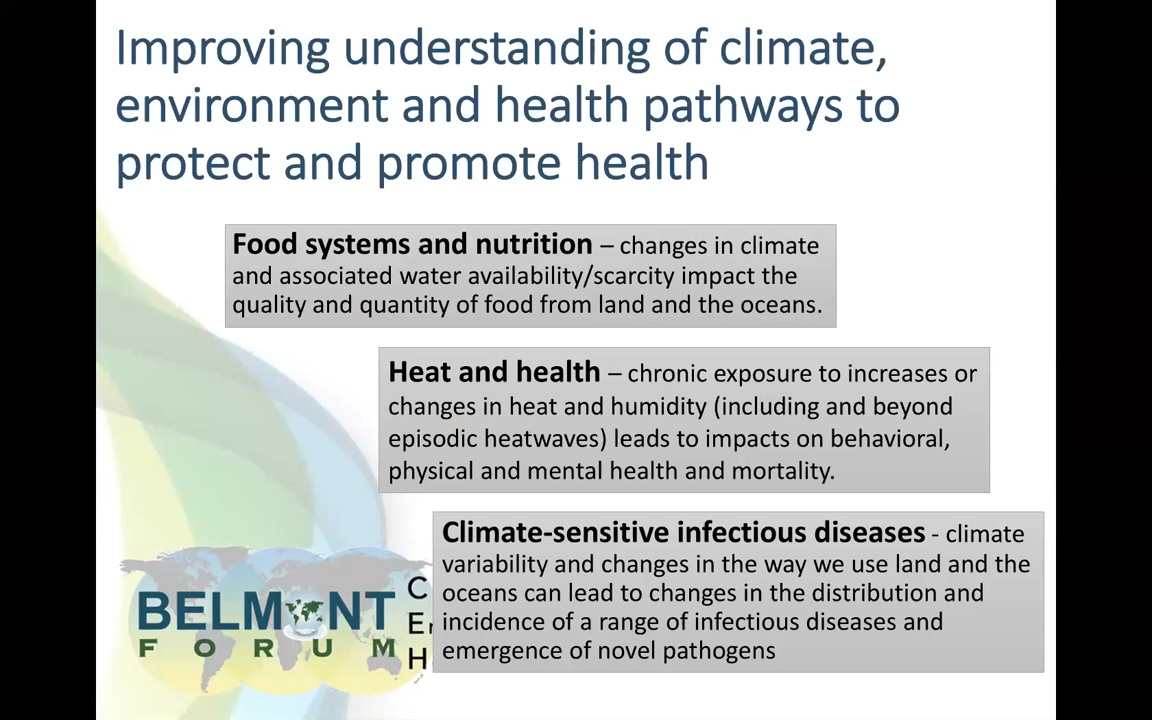 Improving understanding of climate,
environment and health pathways to
protect and promote health
Food systems and nutrition – changes in climate
and associated water availability/scarcity impact the
quality and quantity of food from land and the oceans.
Heat and health – chronic exposure to increases or
changes in heat and humidity (including and beyond
episodic heatwaves) leads to impacts on behavioral,
physical and mental health and mortality.
Climate-sensitive infectious diseases - climate
variability and changes in the way we use land and the
oceans can lead to changes in the distribution and
incidence of a range of infectious diseases and
emergence of novel pathogens
BELMONT
FORUM
C
E
H